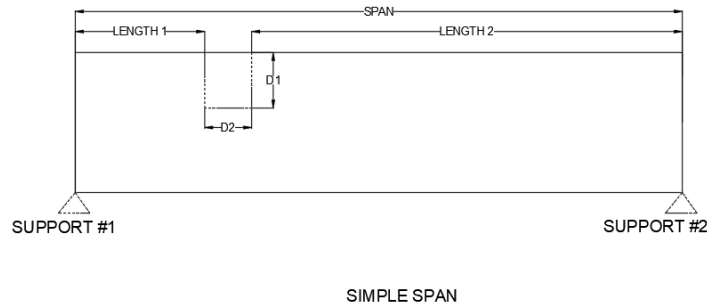 SPAN
LENGTH 1
LENGTH 2
D1
D2
SUPPORT #1
SUPPORT #2
SIMPLE SPAN